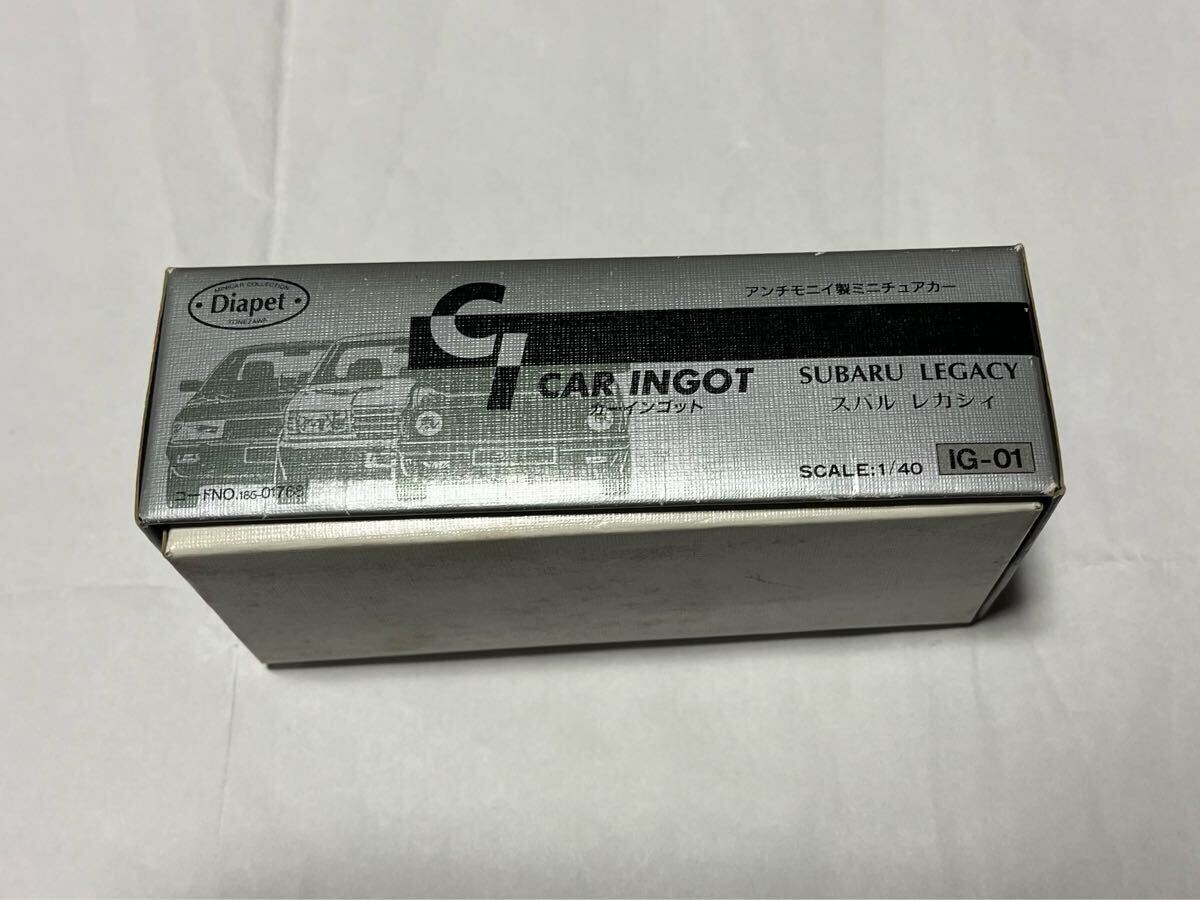 MINICAR COLLECTION
Diapet
YONEZAWA
CI
アンチモニイ製ミニチュアカー
CAR INGOT
カーインゴット
SUBARU LEGACY
スバル レガシィ
SCALE:1/40
IG-01
コードNO.185-01768